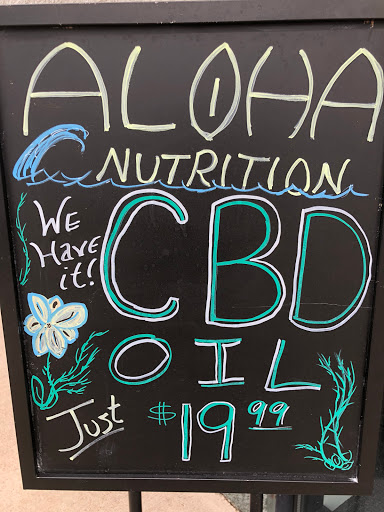 ALOHA
NUTRITION
We Have it!
CBD
OIL
Just $19.99